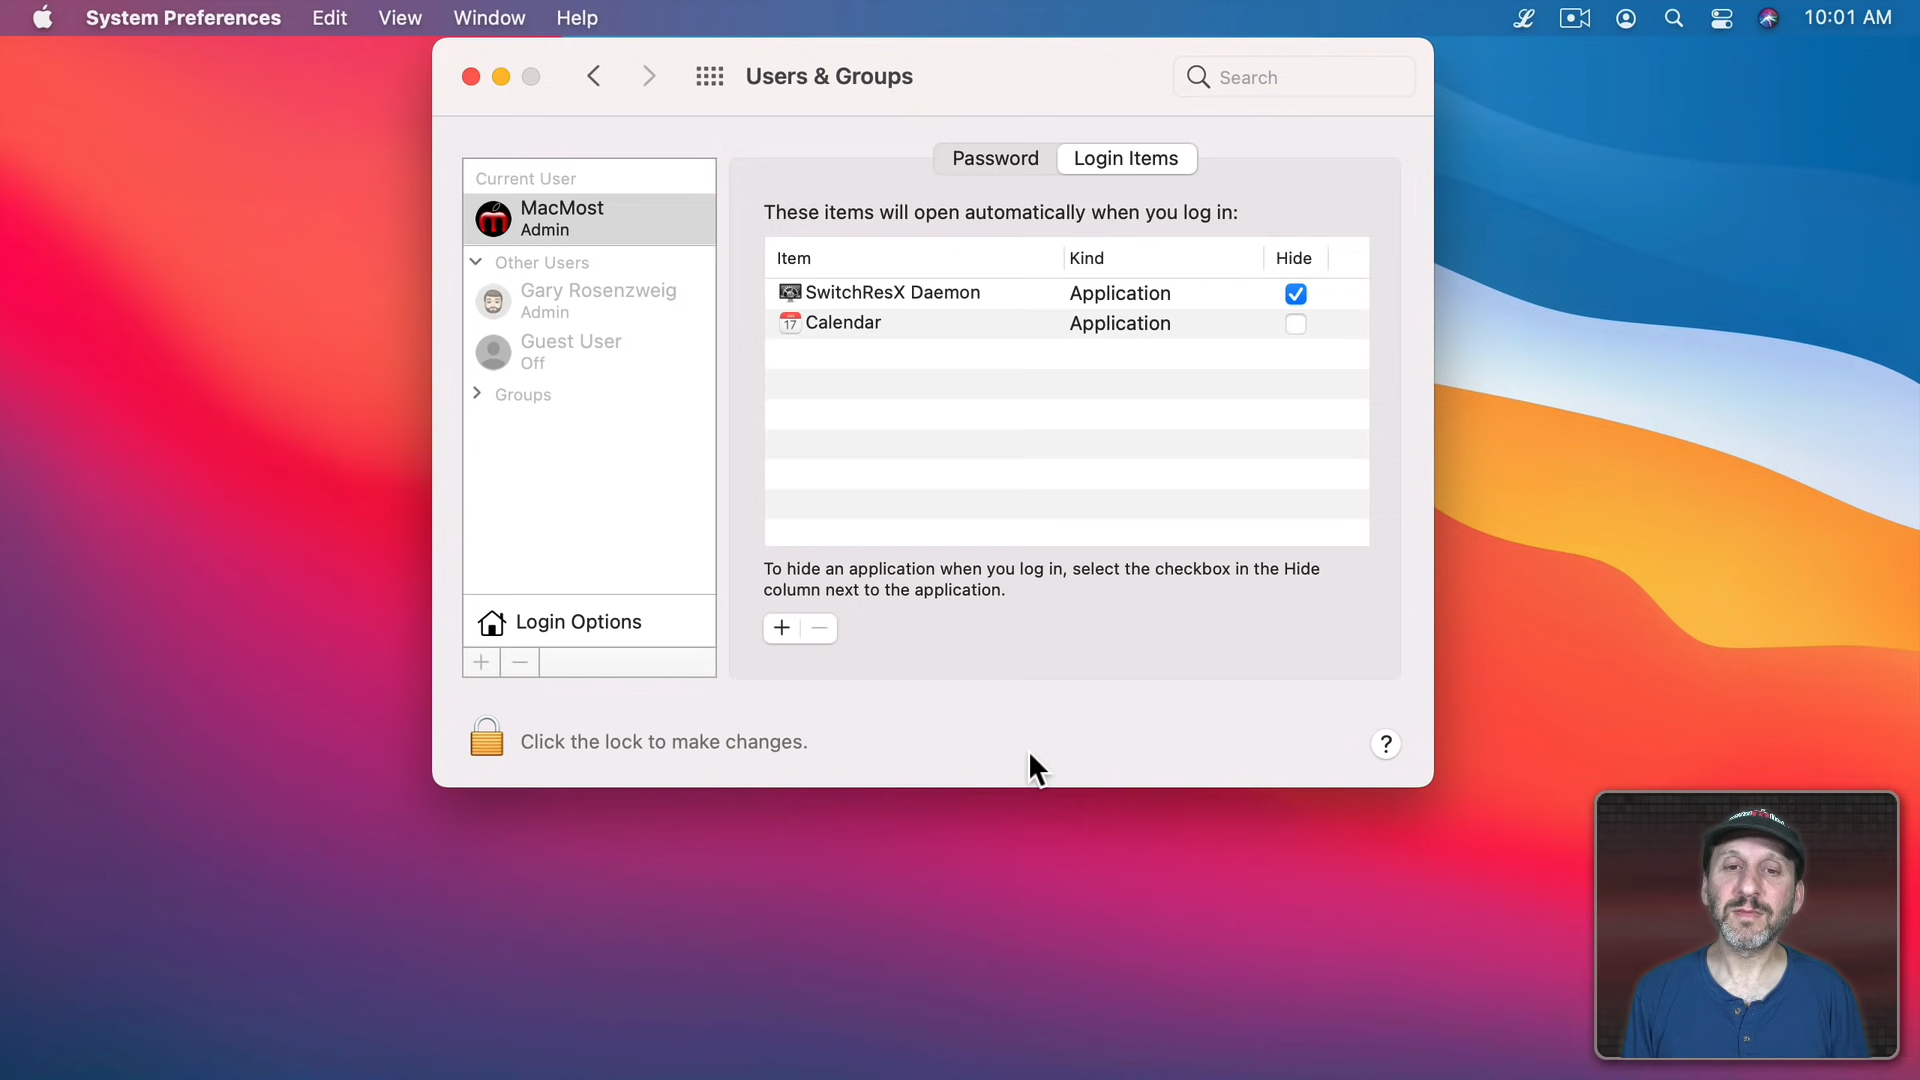 System Preferences Edit View Window Help 10:01 AM
Users & Groups
Search
Current User
MacMost
Admin
Other Users
Gary Rosenzweig
Admin
Guest User
Off
Groups
Login Options
Password Login Items
These items will open automatically when you log in:
Item Kind Hide
SwitchResX Daemon Application
17 Calendar Application
To hide an application when you log in, select the checkbox in the Hide
column next to the application.
Click the lock to make changes.
?